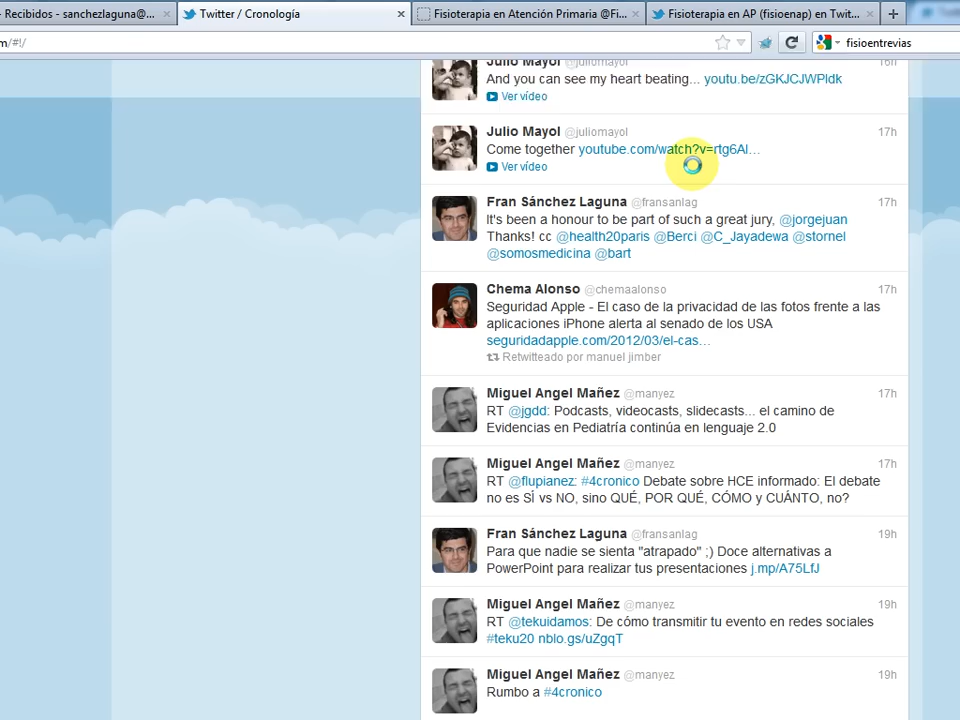 - Recibidos - sanchezlaguna@...
Twitter / Cronología
Fisioterapia en Atención Primaria @Fi...
Fisioterapia en AP (fisioenap) en Twit...
m/#!/
fisioentrevias
Julio Mayol @juliomayol 16h
And you can see my heart beating... youtu.be/zGKJCJWPldk
Ver vídeo
Julio Mayol @juliomayol 17h
Come together youtube.com/watch?v=rtg6Al...
Ver vídeo
Fran Sánchez Laguna @fransanlag 17h
It's been a honour to be part of such a great jury, @jorgejuan
Thanks! cc @health20paris @Berci @C_Jayadewa @stornel
@somosmedicina @bart
Chema Alonso @chemaalonso 17h
Seguridad Apple - El caso de la privacidad de las fotos frente a las
aplicaciones iPhone alerta al senado de los USA
seguridadapple.com/2012/03/el-cas...
Retwitteado por manuel jimber
Miguel Angel Mañez @manyez 17h
RT @jgdd: Podcasts, videocasts, slidecasts... el camino de
Evidencias en Pediatría continúa en lenguaje 2.0
Miguel Angel Mañez @manyez 17h
RT @flupianez: #4cronico Debate sobre HCE informado: El debate
no es SÍ vs NO, sino QUÉ, POR QUÉ, CÓMO y CUÁNTO, no?
Fran Sánchez Laguna @fransanlag 19h
Para que nadie se sienta "atrapado" ;) Doce alternativas a
PowerPoint para realizar tus presentaciones j.mp/A75LfJ
Miguel Angel Mañez @manyez 19h
RT @tekuidamos: De cómo transmitir tu evento en redes sociales
#teku20 nblo.gs/uZgqT
Miguel Angel Mañez @manyez 19h
Rumbo a #4cronico